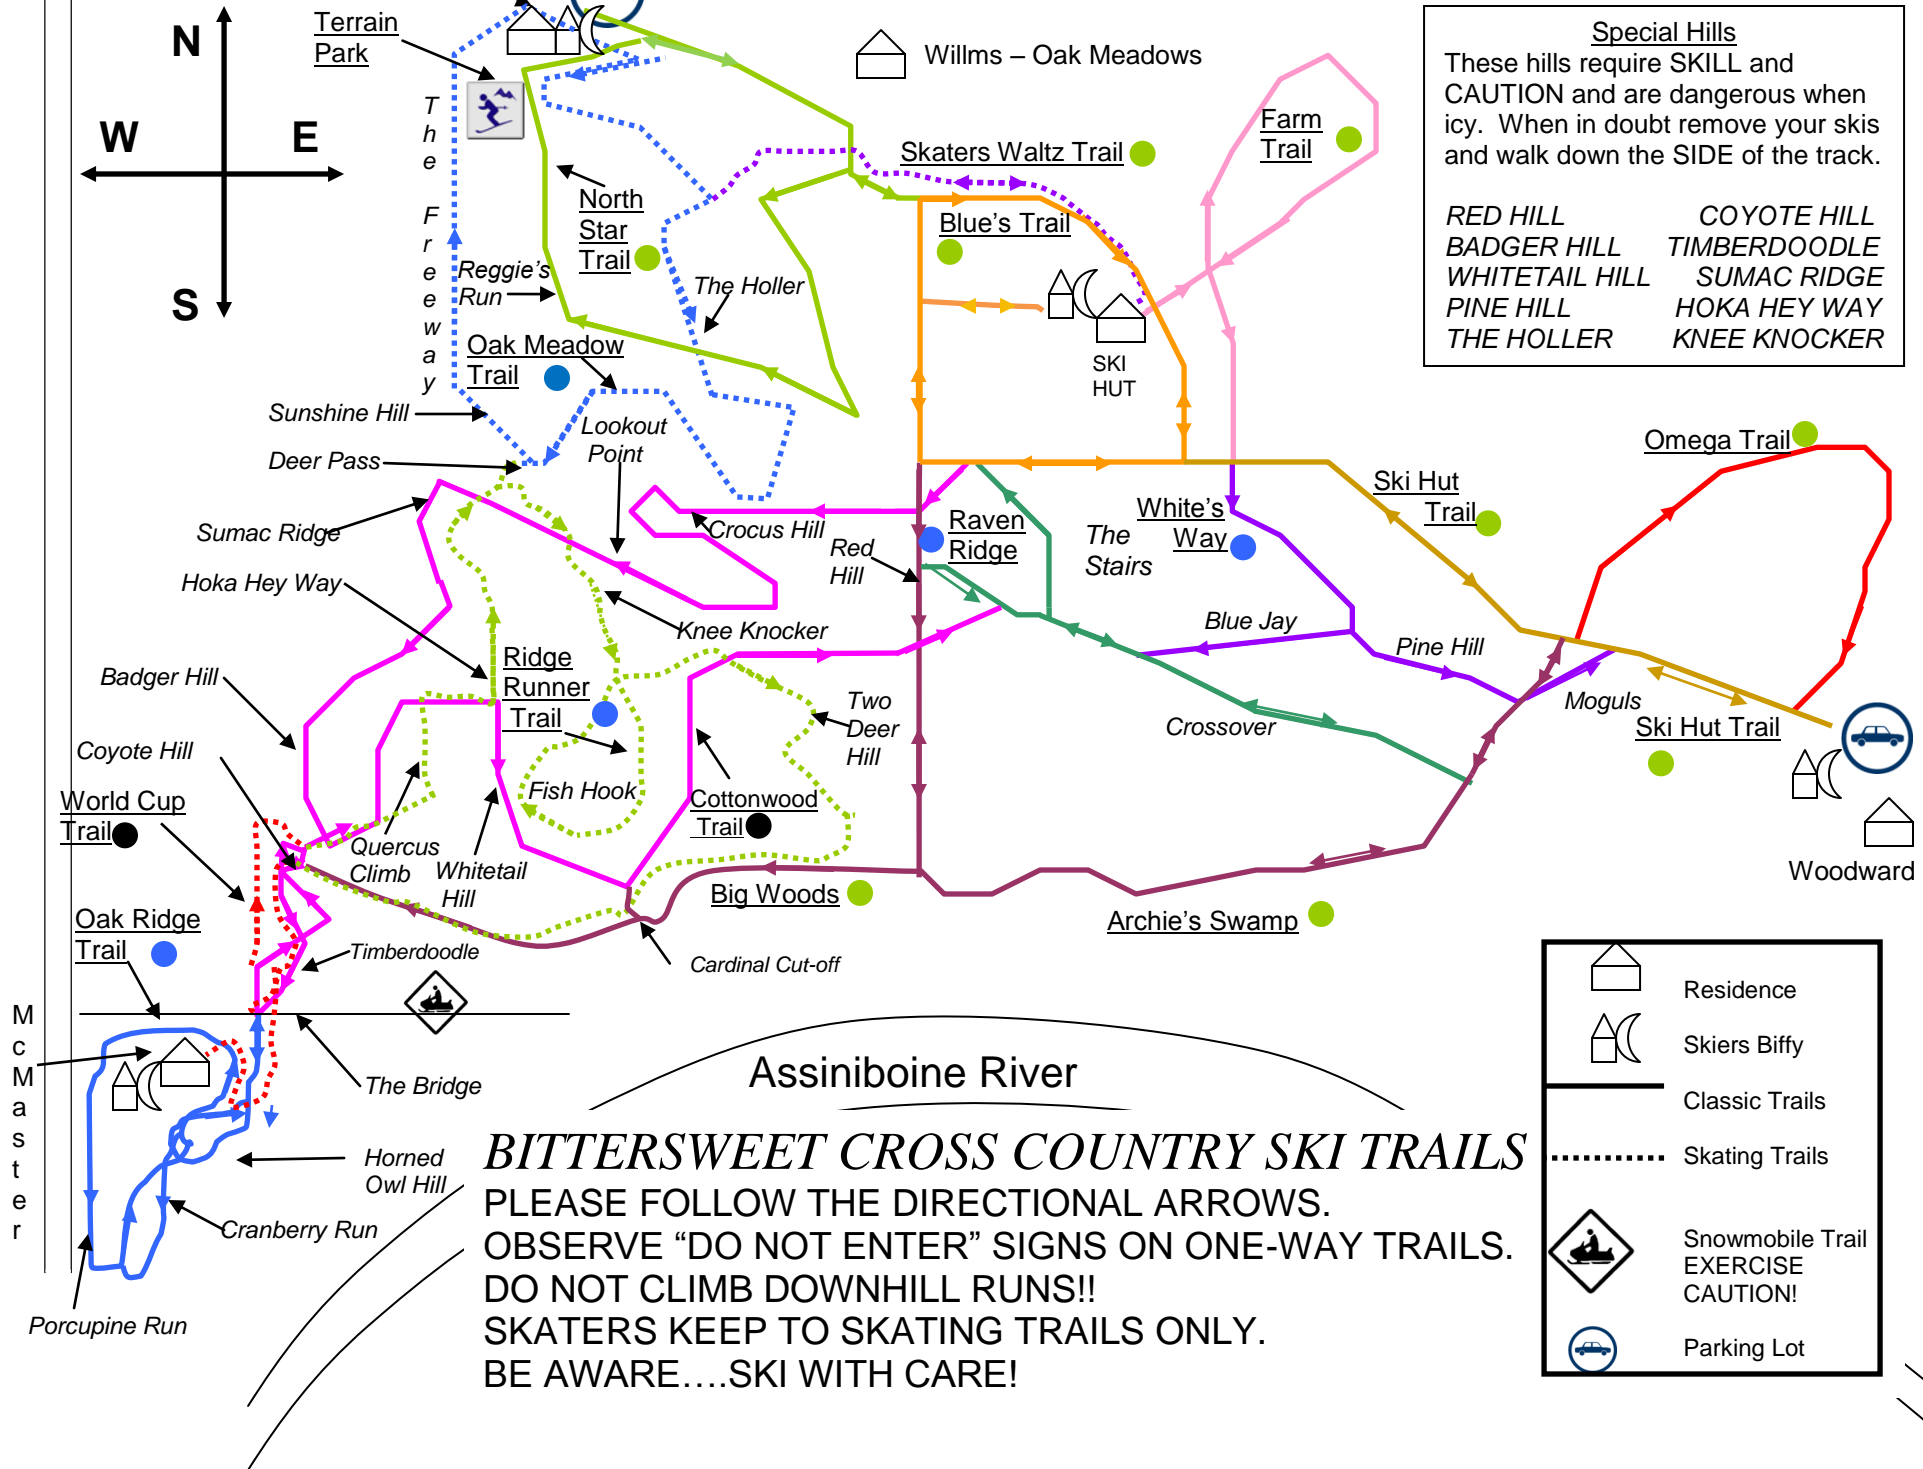 N
W E
S
Terrain
Park
The Freeway
Willms – Oak Meadows
Special Hills
These hills require SKILL and
CAUTION and are dangerous when
icy. When in doubt remove your skis
and walk down the SIDE of the track.
RED HILL COYOTE HILL
BADGER HILL TIMBERDOODLE
WHITETAIL HILL SUMAC RIDGE
PINE HILL HOKA HEY WAY
THE HOLLER KNEE KNOCKER
Farm
Trail
Skaters Waltz Trail
North
Star
Trail
Blue's Trail
Reggie's
Run
The Holler
Oak Meadow
Trail
SKI
HUT
Sunshine Hill
Lookout
Point
Deer Pass
Omega Trail
Ski Hut
Trail
Sumac Ridge
Crocus Hill
Raven
Ridge
White's
Way
The
Stairs
Red
Hill
Hoka Hey Way
Knee Knocker
Blue Jay
Pine Hill
Ridge
Runner
Trail
Badger Hill
Two
Deer
Hill
Moguls
Crossover
Ski Hut Trail
Coyote Hill
Fish Hook
World Cup
Trail
Cottonwood
Trail
Quercus
Climb
Whitetail
Hill
Woodward
Big Woods
Archie's Swamp
Oak Ridge
Trail
Timberdoodle
Cardinal Cut-off
McMaster
The Bridge
Assiniboine River
Horned
Owl Hill
Cranberry Run
Porcupine Run
BITTERSWEET CROSS COUNTRY SKI TRAILS
PLEASE FOLLOW THE DIRECTIONAL ARROWS.
OBSERVE “DO NOT ENTER” SIGNS ON ONE-WAY TRAILS.
DO NOT CLIMB DOWNHILL RUNS!!
SKATERS KEEP TO SKATING TRAILS ONLY.
BE AWARE….SKI WITH CARE!
Residence
Skiers Biffy
Classic Trails
Skating Trails
Snowmobile Trail
EXERCISE
CAUTION!
Parking Lot